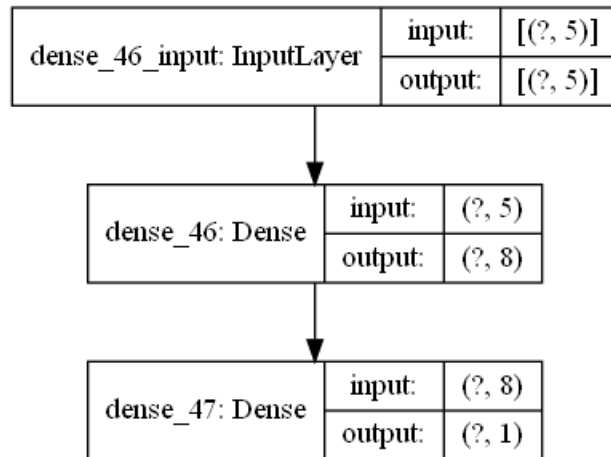 dense_46_input: InputLayer
input: [(?, 5)]
output: [(?, 5)]
dense_46: Dense
input: (?, 5)
output: (?, 8)
dense_47: Dense
input: (?, 8)
output: (?, 1)